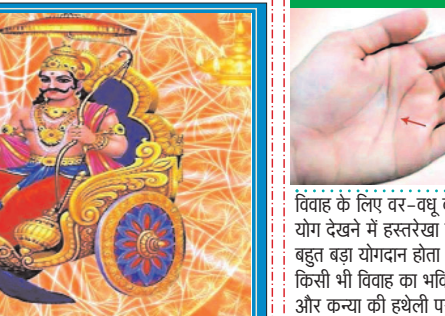 विवाह के लिए वर-वधू
योग देखने में हस्तरेखा
बहुत बड़ा योगदान होता
किसी भी विवाह का
और कन्या की हथेली